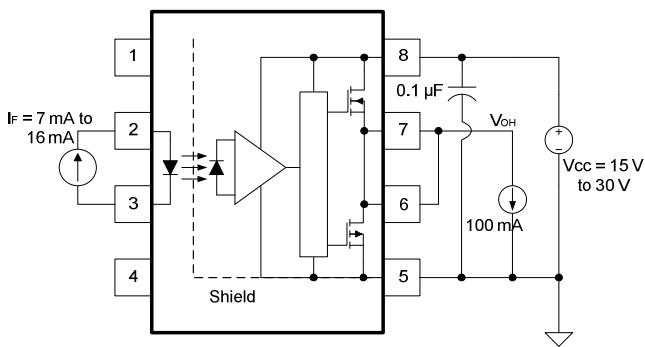 1
8
0.1 µF
IF = 7 mA to
16 mA
2
7
VOH
+
−
VCC = 15 V
to 30 V
3
6
100 mA
4
5
Shield